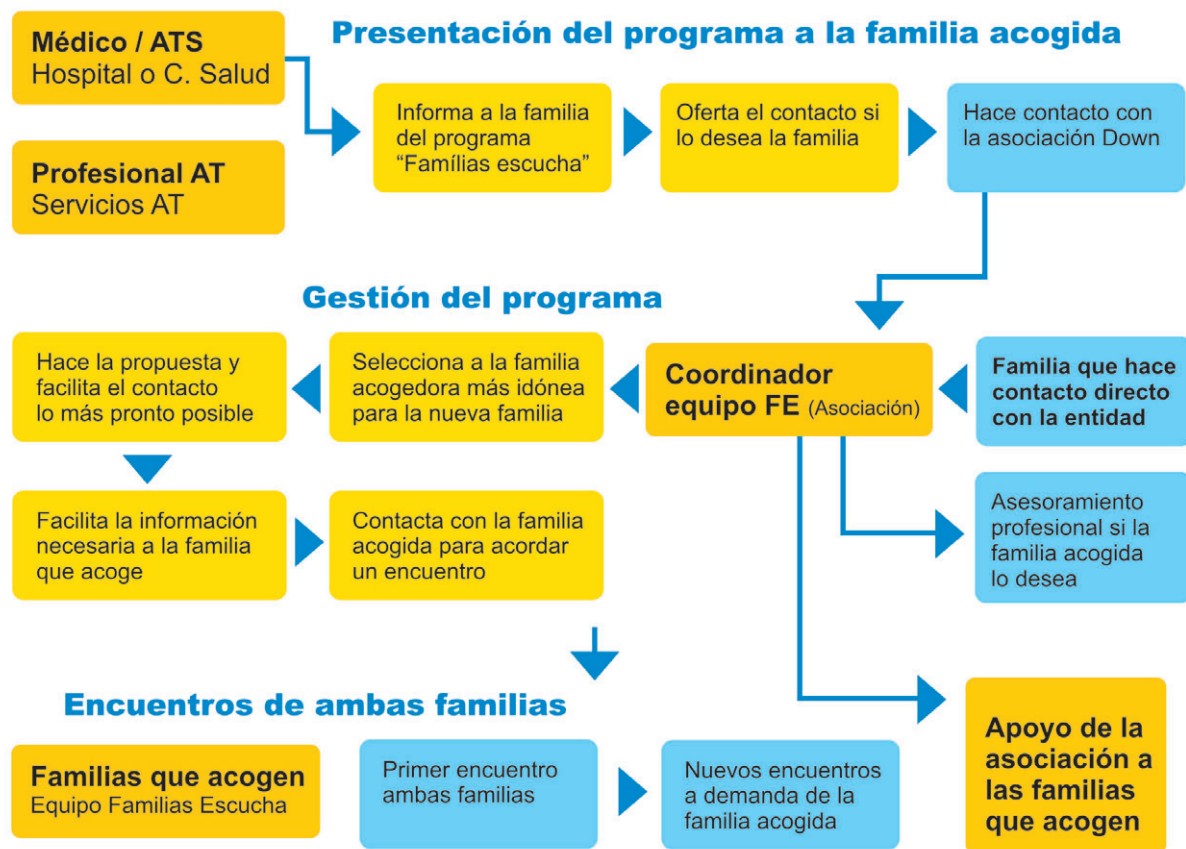 Médico / ATS
Hospital o C. Salud
Presentación del programa a la familia acogida
Informa a la familia
del programa
“Famílias escucha”
Oferta el contacto si
lo desea la familia
Hace contacto con
la asociación Down
Profesional AT
Servicios AT
Gestión del programa
Hace la propuesta y
facilita el contacto
lo más pronto posible
Selecciona a la familia
acogedora más idónea
para la nueva familia
Coordinador
equipo FE (Asociación)
Familia que hace
contacto directo
con la entidad
Facilita la información
necesaria a la familia
que acoge
Contacta con la familia
acogida para acordar
un encuentro
Asesoramiento
profesional si la
familia acogida
lo desea
Encuentros de ambas familias
Familias que acogen
Equipo Familias Escucha
Primer encuentro
ambas familias
Nuevos encuentros
a demanda de la
familia acogida
Apoyo de la
asociación a
las familias
que acogen